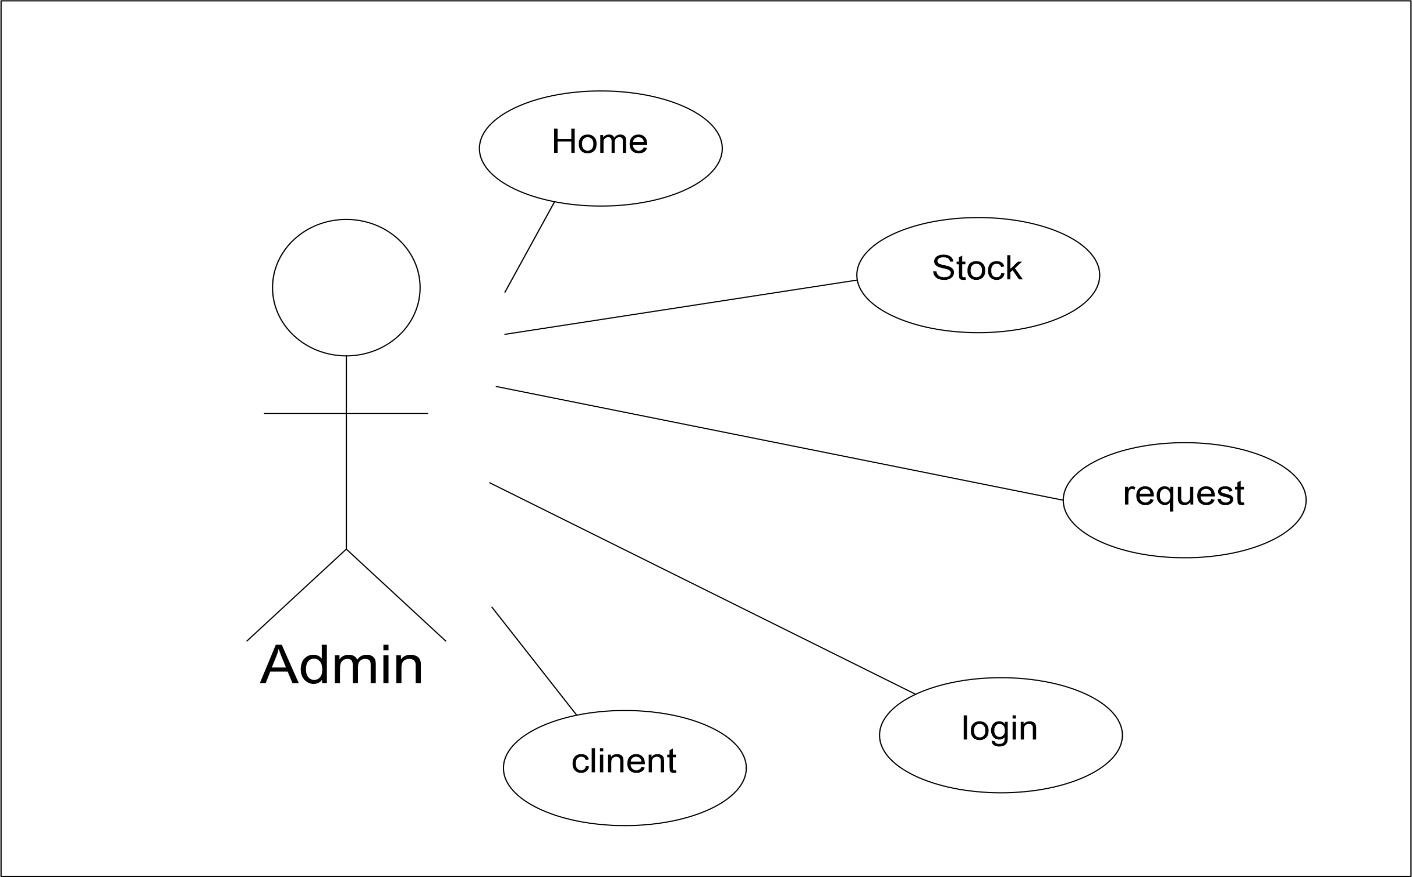 Home
Stock
request
Admin
login
clinent